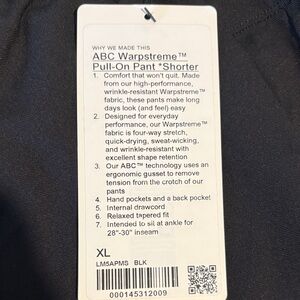 WHY WE MADE THIS
ABC Warpstreme™
Pull-On Pant *Shorter
1. Comfort that won't quit. Made
from our high-performance,
wrinkle-resistant Warpstreme™
fabric, these pants make long
days look (and feel) easy
2. Designed for everyday
performance, our Warpstreme™
fabric is four-way stretch,
quick-drying, sweat-wicking,
and wrinkle-resistant with
excellent shape retention
3. Our ABC™ technology uses an
ergonomic gusset to remove
tension from the crotch of our
pants
4. Hand pockets and a back pocket
5. Internal drawcord
6. Relaxed tapered fit
7. Intended to sit at ankle for
28"-30" inseam
XL
LM5APMS BLK
000145312009